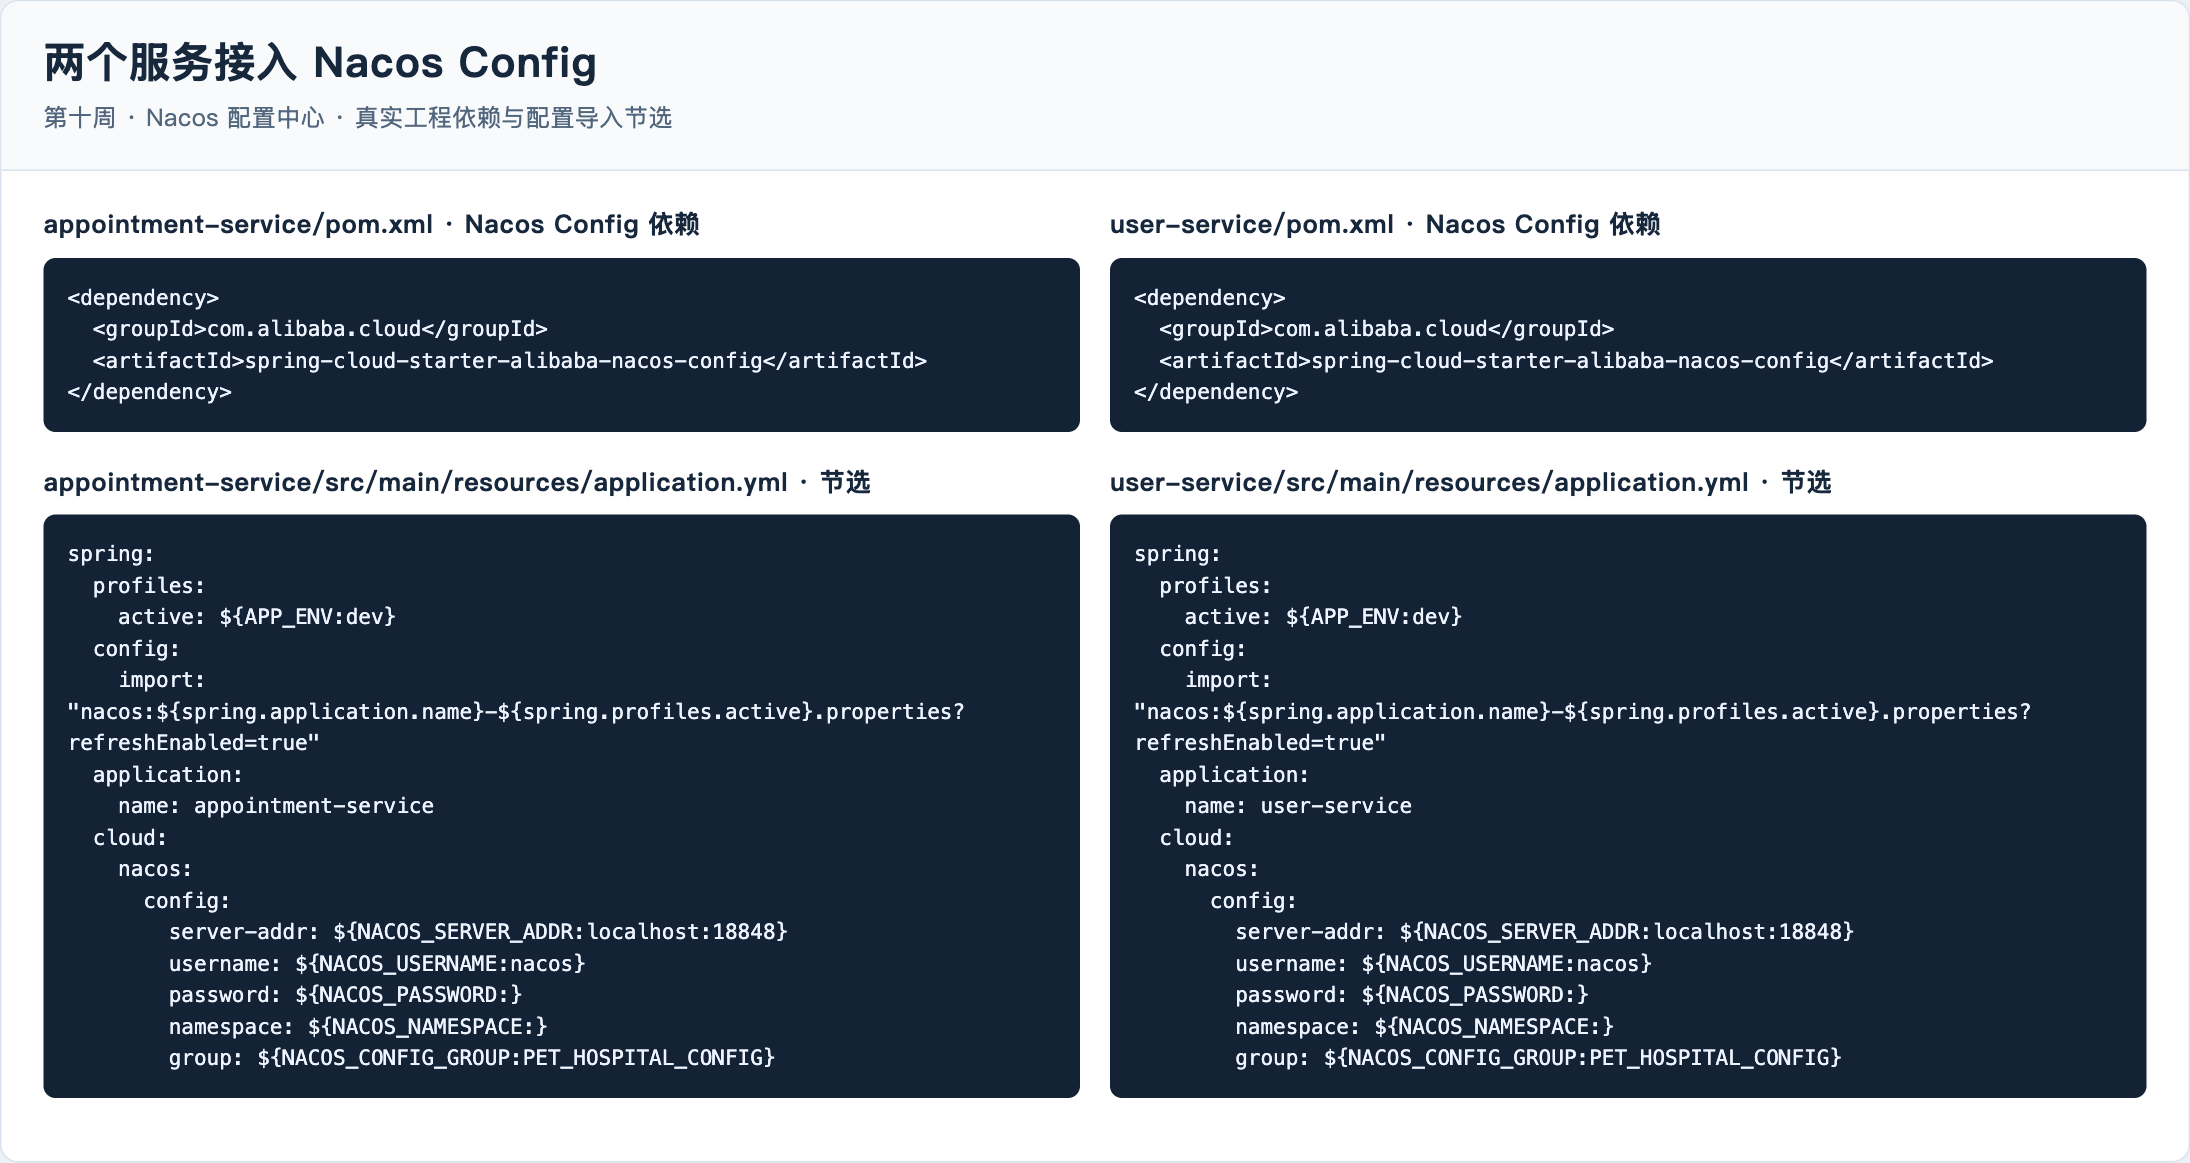 两个服务接入 Nacos Config
第十周 · Nacos 配置中心 · 真实工程依赖与配置导入节选
appointment-service/pom.xml · Nacos Config 依赖
<dependency>
  <groupId>com.alibaba.cloud</groupId>
  <artifactId>spring-cloud-starter-alibaba-nacos-config</artifactId>
</dependency>
appointment-service/src/main/resources/application.yml · 节选
spring:
  profiles:
    active: ${APP_ENV:dev}
  config:
    import:
"nacos:${spring.application.name}-${spring.profiles.active}.properties?
refreshEnabled=true"
  application:
    name: appointment-service
  cloud:
    nacos:
      config:
        server-addr: ${NACOS_SERVER_ADDR:localhost:18848}
        username: ${NACOS_USERNAME:nacos}
        password: ${NACOS_PASSWORD:}
        namespace: ${NACOS_NAMESPACE:}
        group: ${NACOS_CONFIG_GROUP:PET_HOSPITAL_CONFIG}
user-service/pom.xml · Nacos Config 依赖
<dependency>
  <groupId>com.alibaba.cloud</groupId>
  <artifactId>spring-cloud-starter-alibaba-nacos-config</artifactId>
</dependency>
user-service/src/main/resources/application.yml · 节选
spring:
  profiles:
    active: ${APP_ENV:dev}
  config:
    import:
"nacos:${spring.application.name}-${spring.profiles.active}.properties?
refreshEnabled=true"
  application:
    name: user-service
  cloud:
    nacos:
      config:
        server-addr: ${NACOS_SERVER_ADDR:localhost:18848}
        username: ${NACOS_USERNAME:nacos}
        password: ${NACOS_PASSWORD:}
        namespace: ${NACOS_NAMESPACE:}
        group: ${NACOS_CONFIG_GROUP:PET_HOSPITAL_CONFIG}